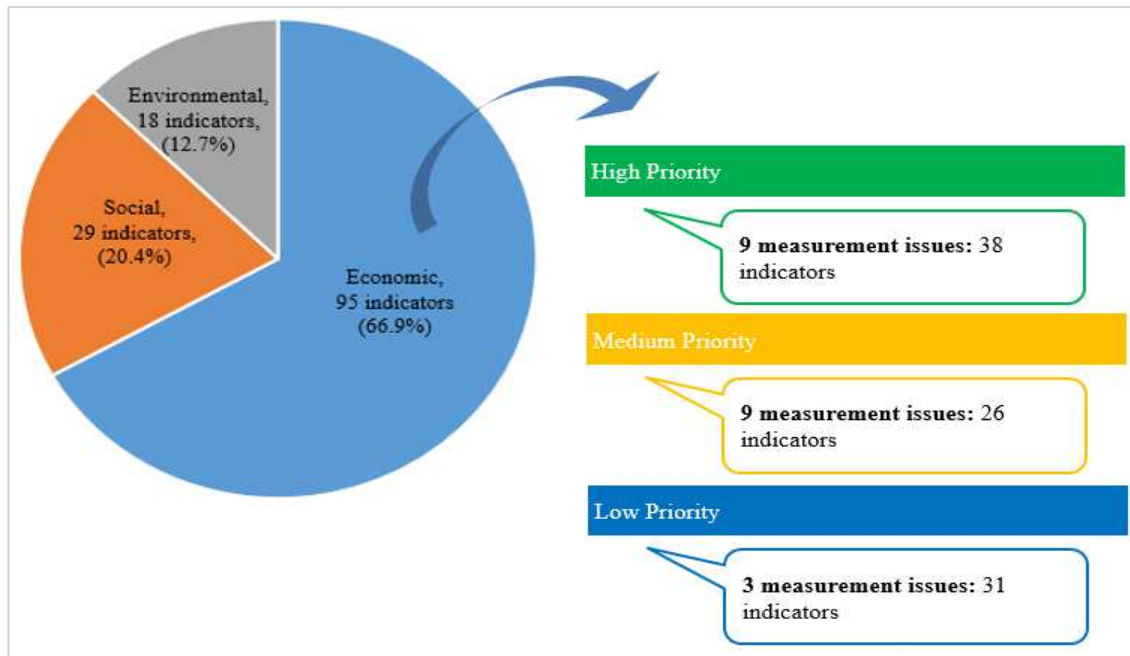 Environmental,
18 indicators,
(12.7%)
Social,
29 indicators,
(20.4%)
Economic,
95 indicators
(66.9%)
High Priority
9 measurement issues: 38
indicators
Medium Priority
9 measurement issues: 26
indicators
Low Priority
3 measurement issues: 31
indicators